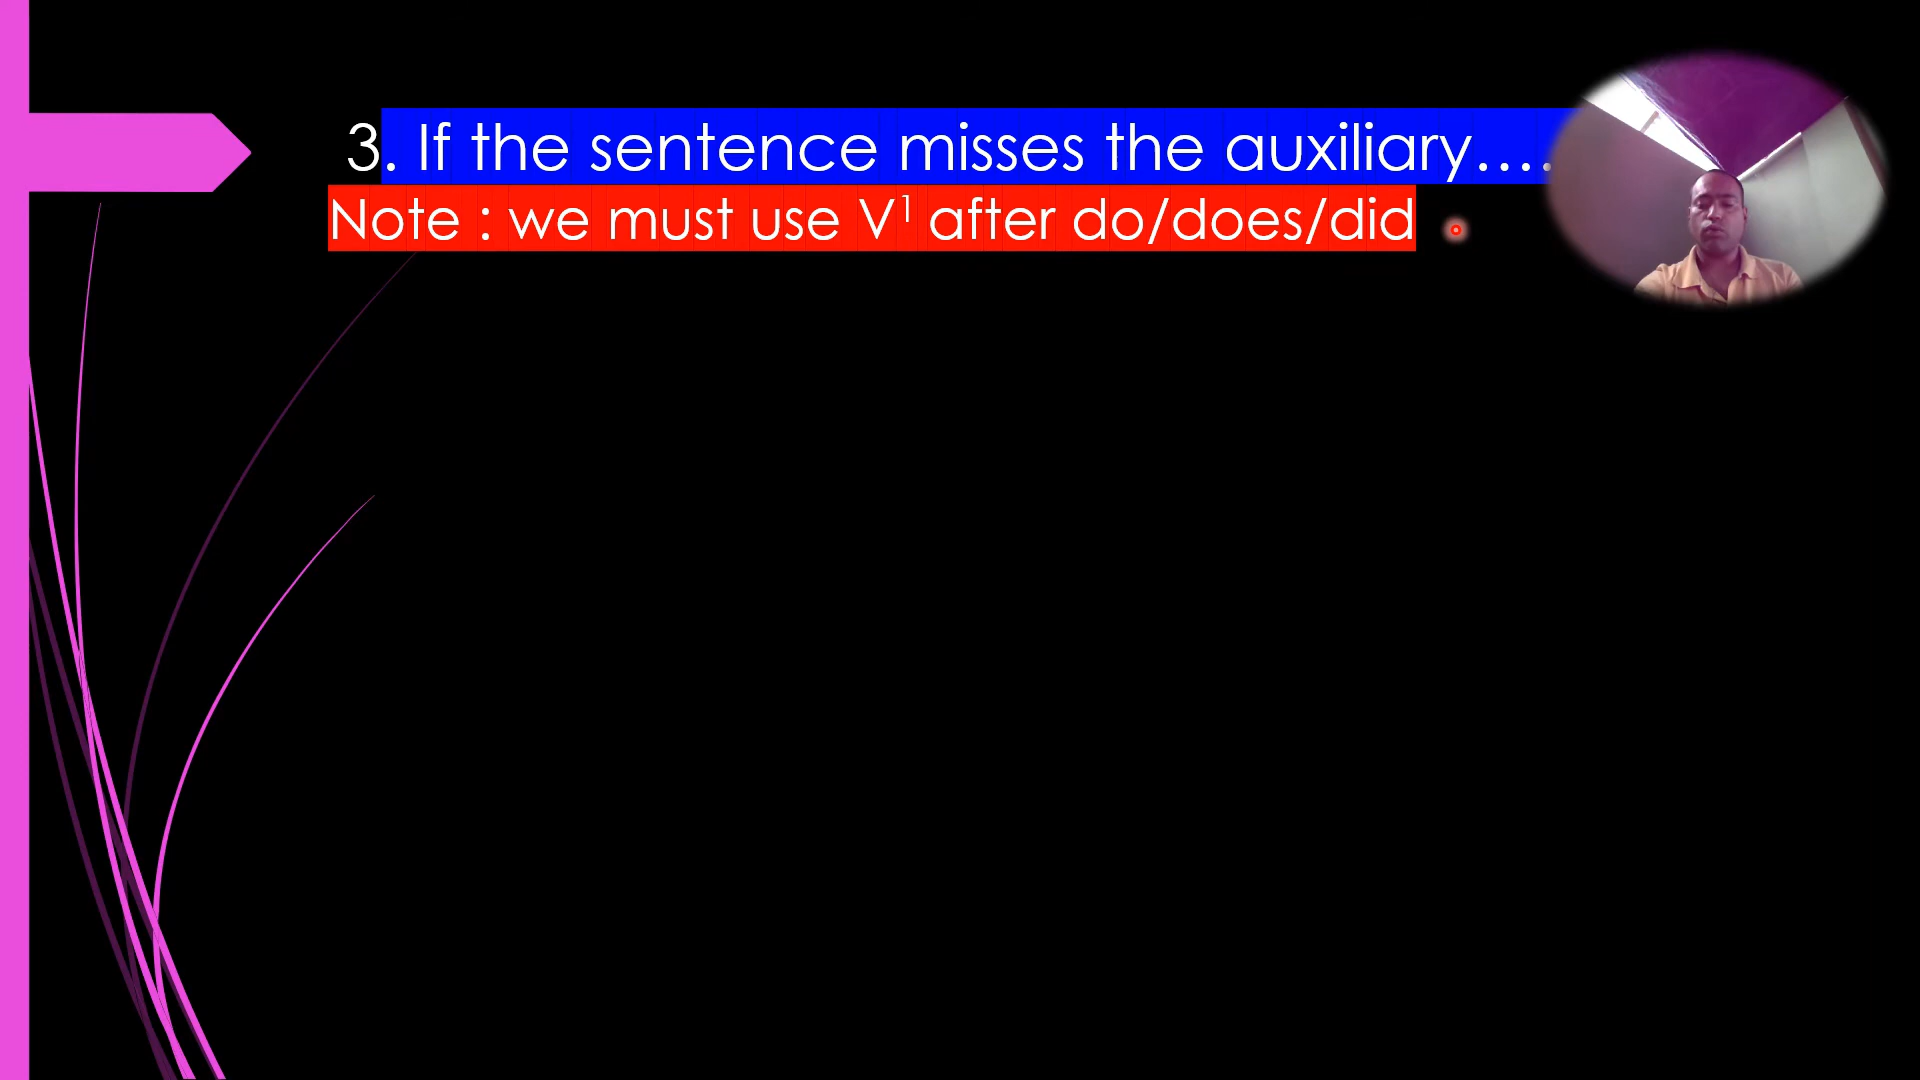 3. If the sentence misses the auxiliary....
Note : we must use V¹ after do/does/did